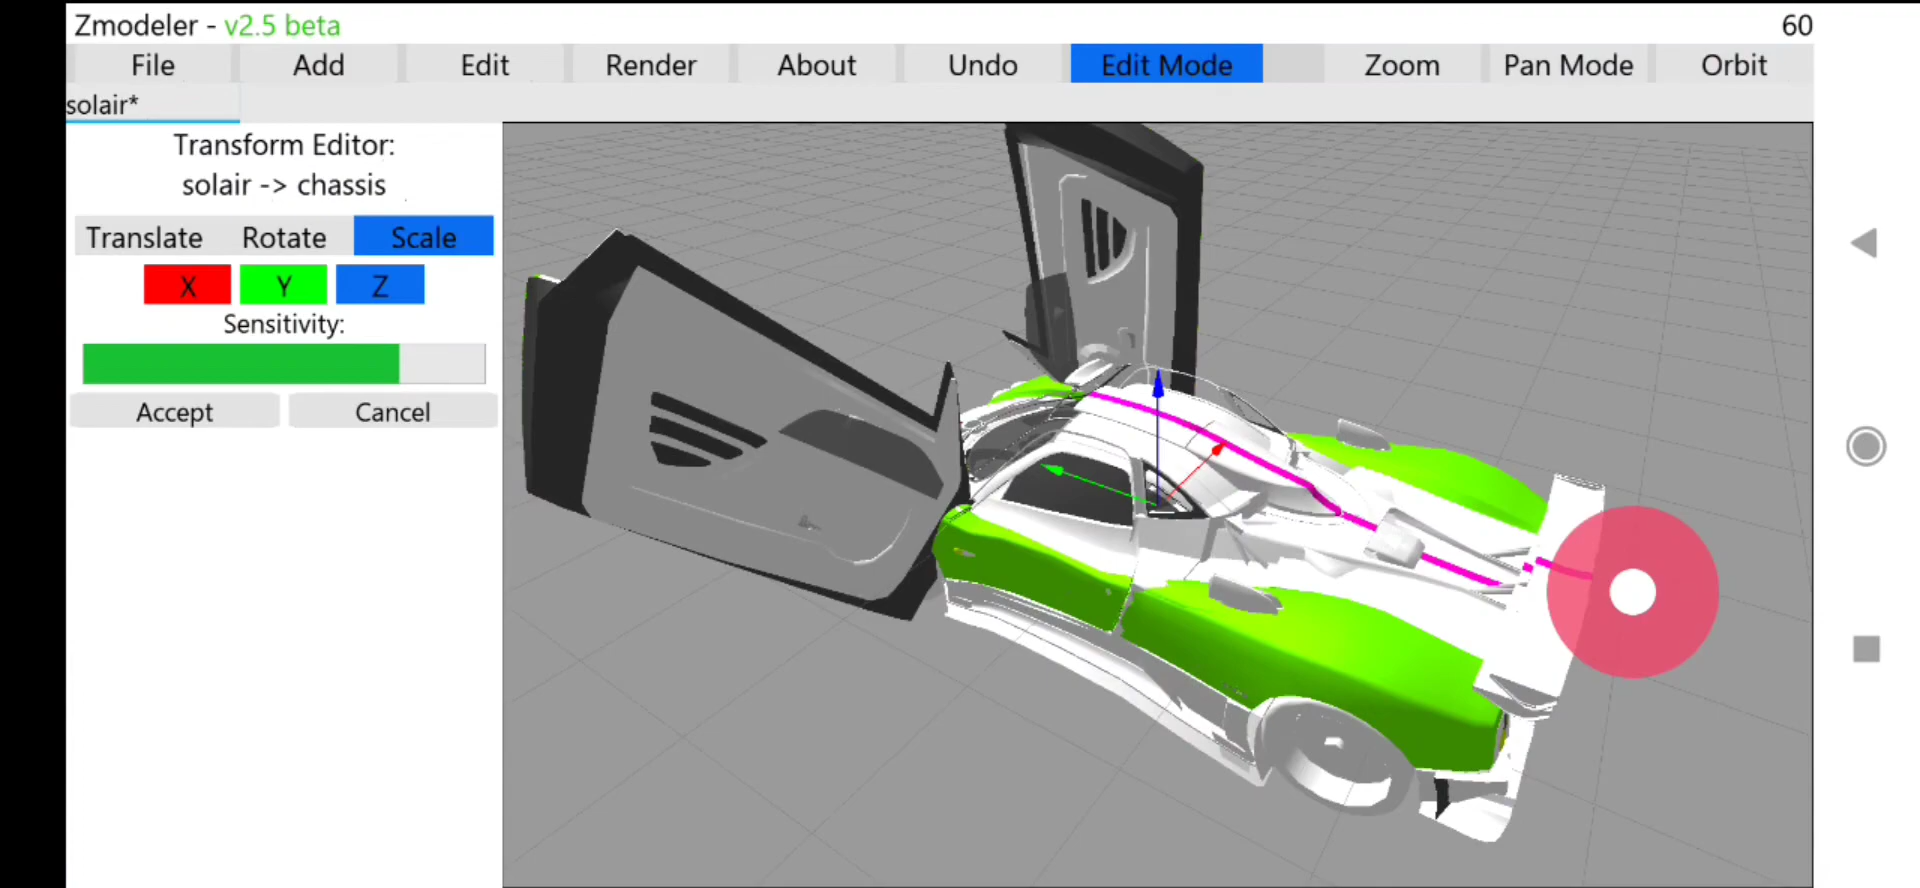 Zmodeler - v2.5 beta 60
File Add Edit Render About Undo Edit Mode Zoom Pan Mode Orbit
solair*
Transform Editor:
solair -> chassis
Translate Rotate Scale
X Y Z
Sensitivity:
Accept Cancel